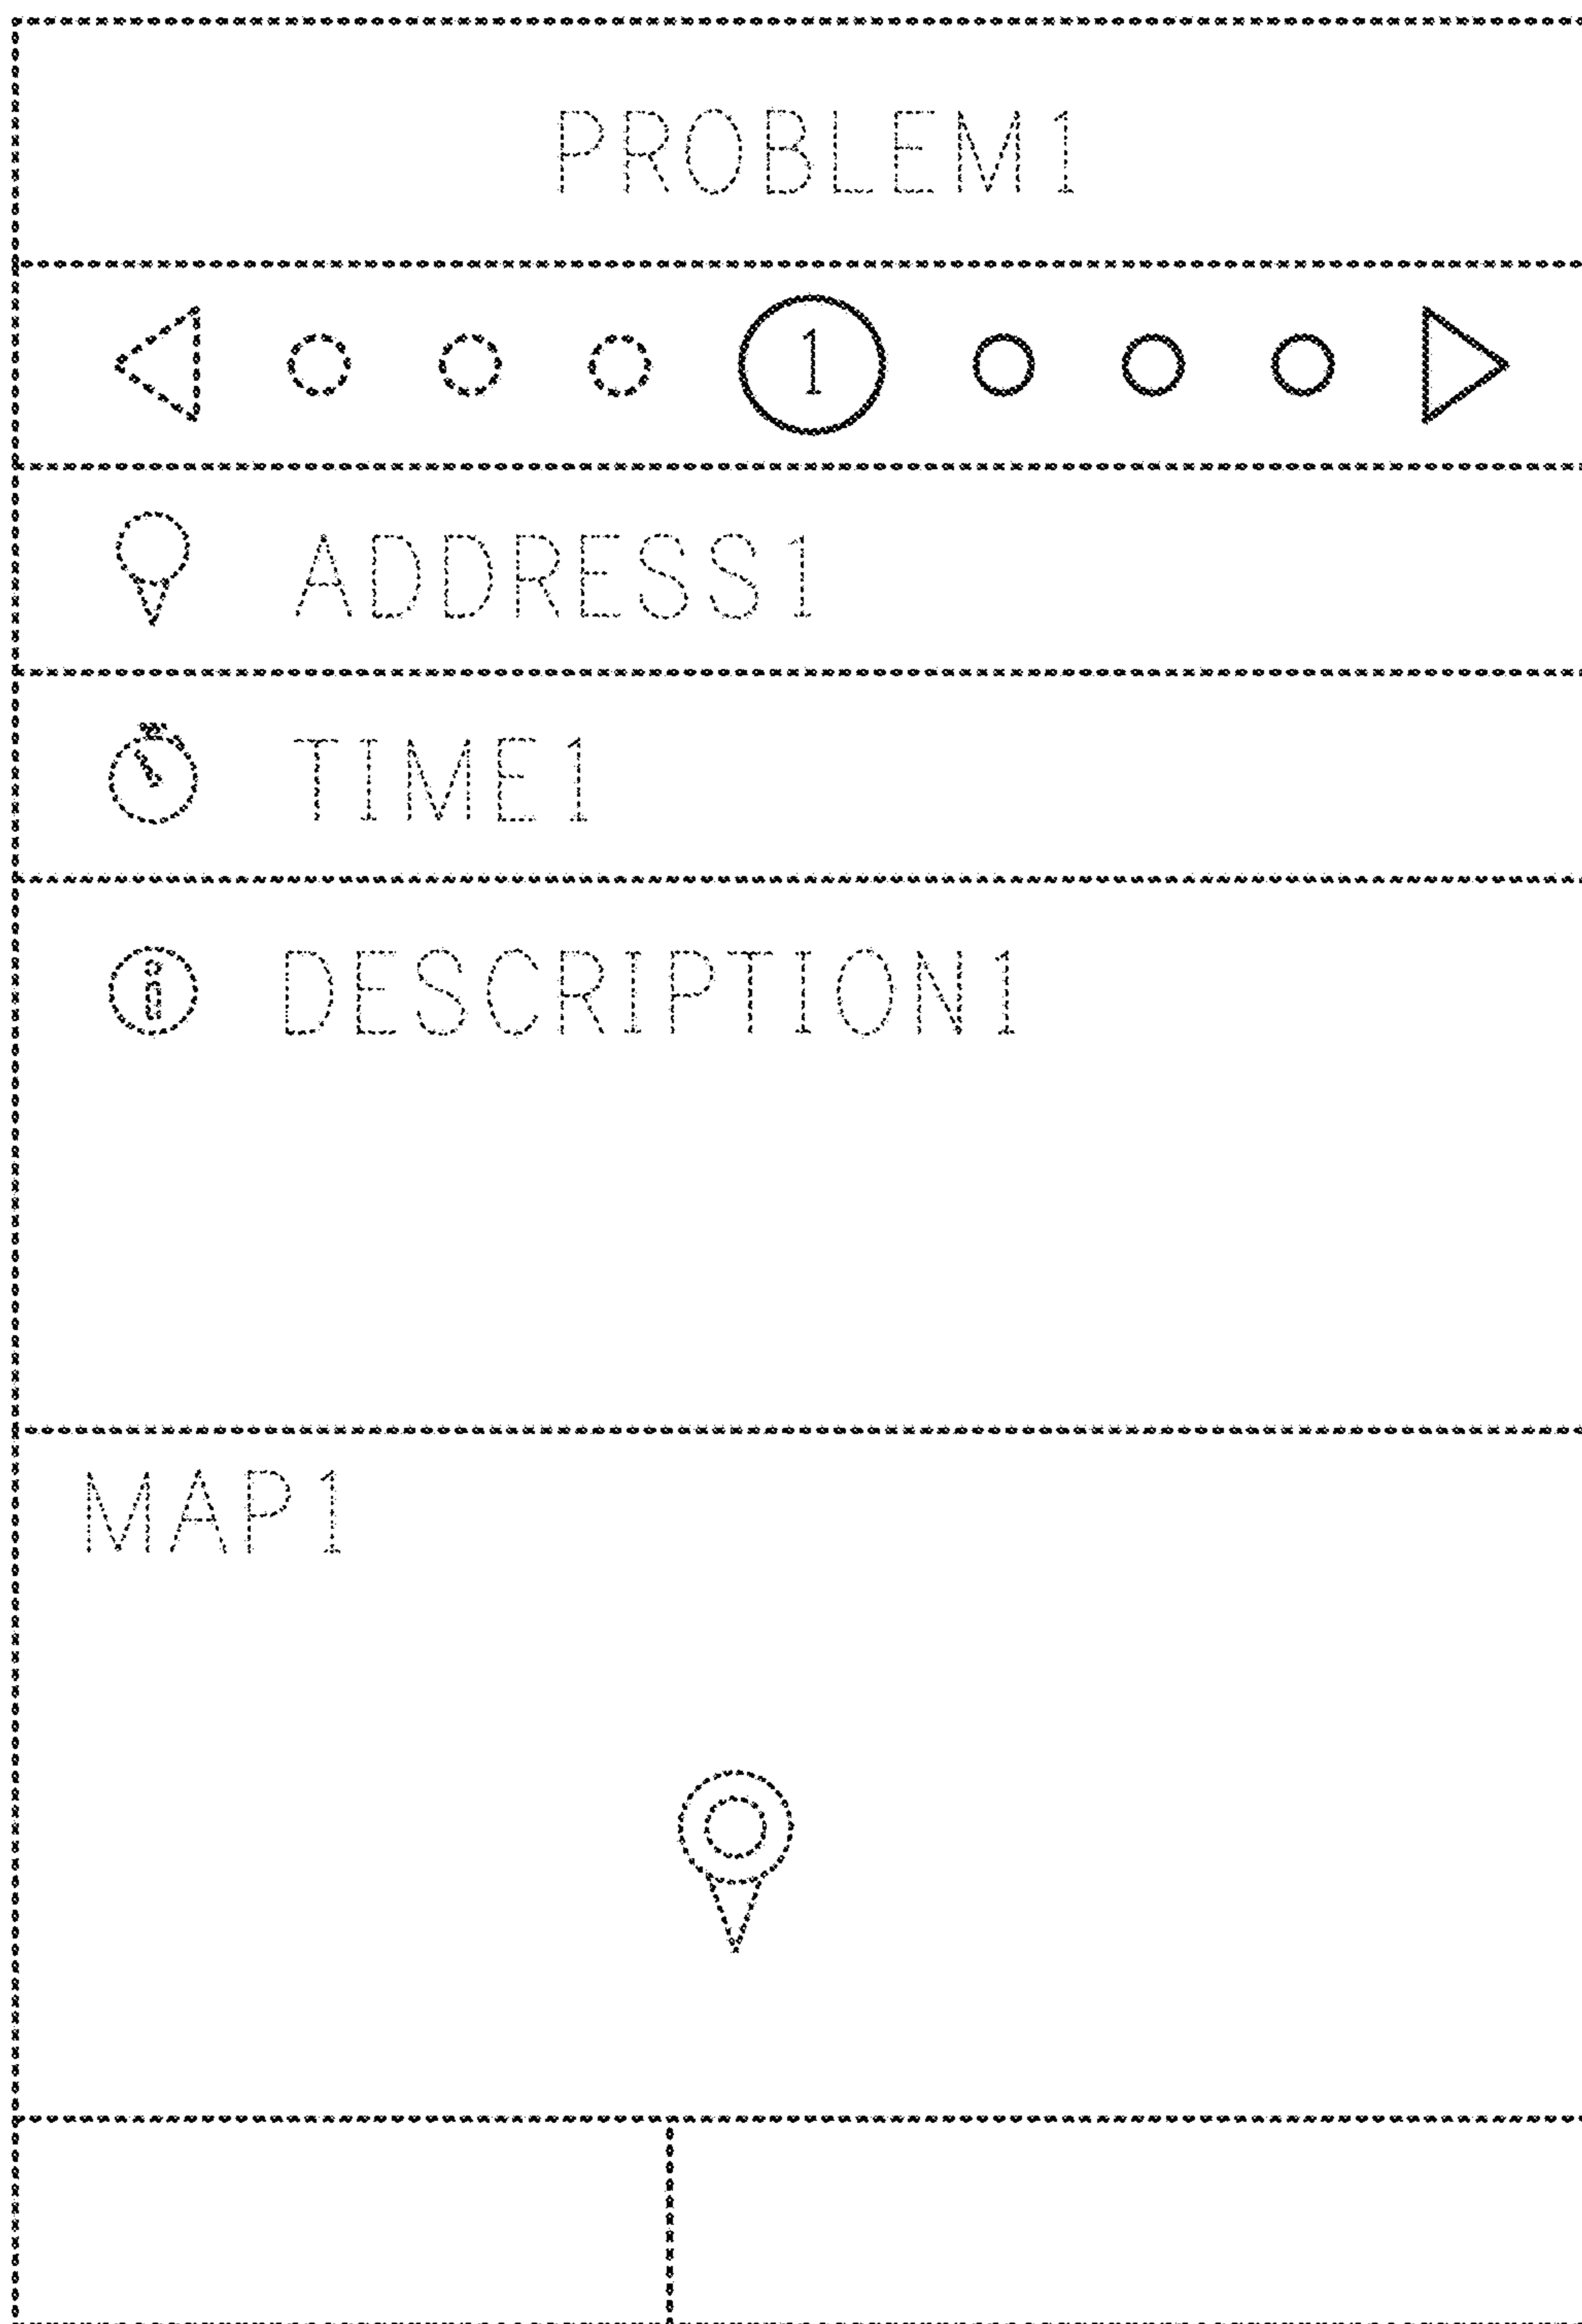 PROBLEM1
1
ADDRESS1
TIME1
i DESCRIPTION1
MAP1